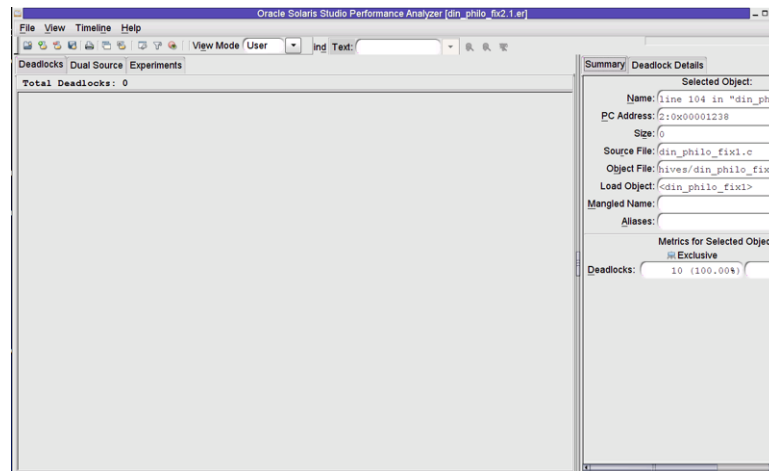 Oracle Solaris Studio Performance Analyzer [din_philo_fix2.1.er]
File View Timeline Help
View Mode User ind Text:
Deadlocks Dual Source Experiments
Total Deadlocks: 0
Summary Deadlock Details
Selected Object:
Name: line 104 in "din_ph
PC Address: 2:0x00001238
Size: 0
Source File: din_philo_fix1.c
Object File: hives/din_philo_fix
Load Object: <din_philo_fix1>
Mangled Name:
Aliases:
Metrics for Selected Objec
Exclusive
Deadlocks: 10 (100.00%)